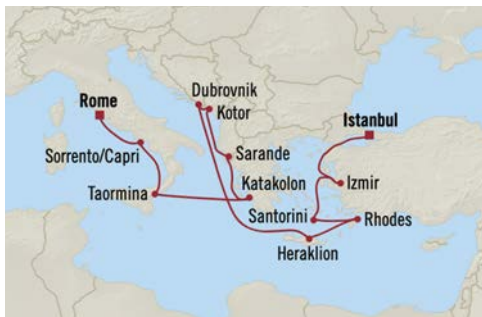 Dubrovnik
Rome
Kotor
Istanbul
Sorrento/Capri
Sarande
Taormina
Katakolon
Izmir
Santorini
Rhodes
Heraklion